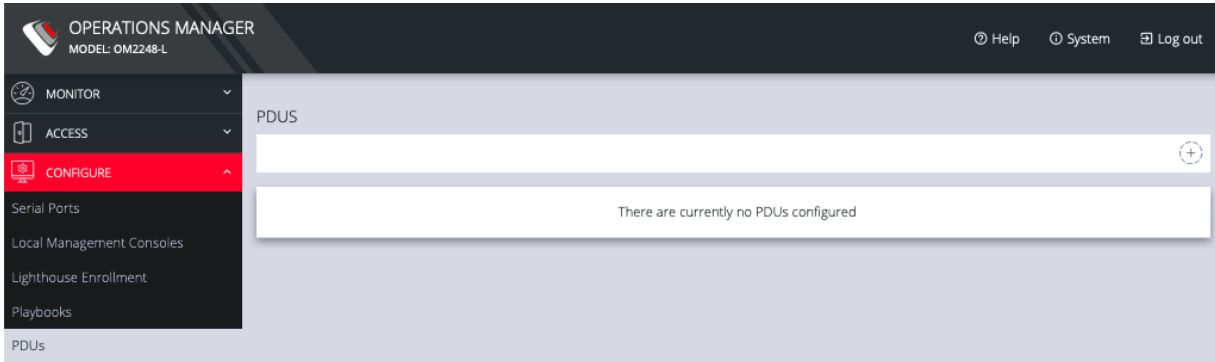 OPERATIONS MANAGER
MODEL: OM2248-L
Help
System
Log out
MONITOR
ACCESS
CONFIGURE
Serial Ports
Local Management Consoles
Lighthouse Enrollment
Playbooks
PDUs
PDUS
There are currently no PDUs configured